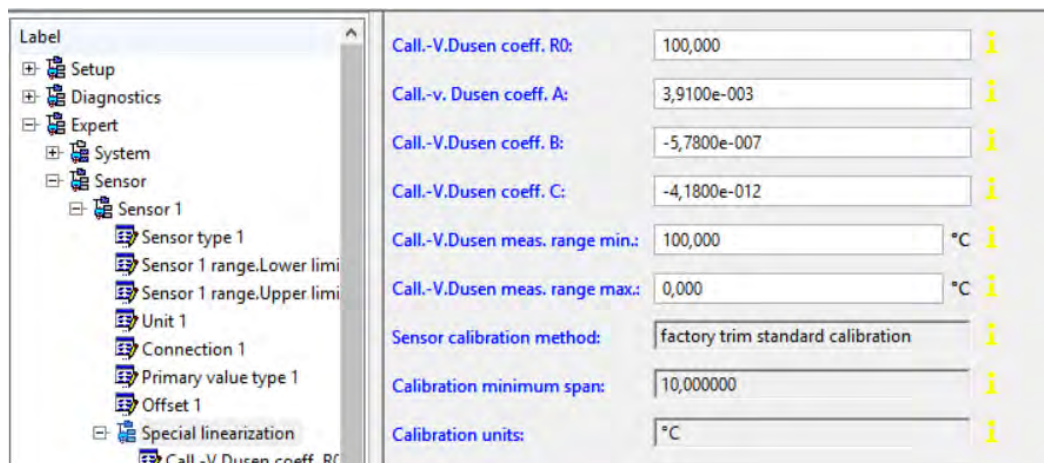 Label
Setup
Diagnostics
Expert
System
Sensor
Sensor 1
Sensor type 1
Sensor 1 range.Lower limi
Sensor 1 range.Upper limi
Unit 1
Connection 1
Primary value type 1
Offset 1
Special linearization
Call.-V.Dusen coeff. R0
Call.-V.Dusen coeff. R0: 100,000
Call.-v. Dusen coeff. A: 3,9100e-003
Call.-V.Dusen coeff. B: -5,7800e-007
Call.-V.Dusen coeff. C: -4,1800e-012
Call.-V.Dusen meas. range min.: 100,000 °C
Call.-V.Dusen meas. range max.: 0,000 °C
Sensor calibration method: factory trim standard calibration
Calibration minimum span: 10,000000
Calibration units: °C